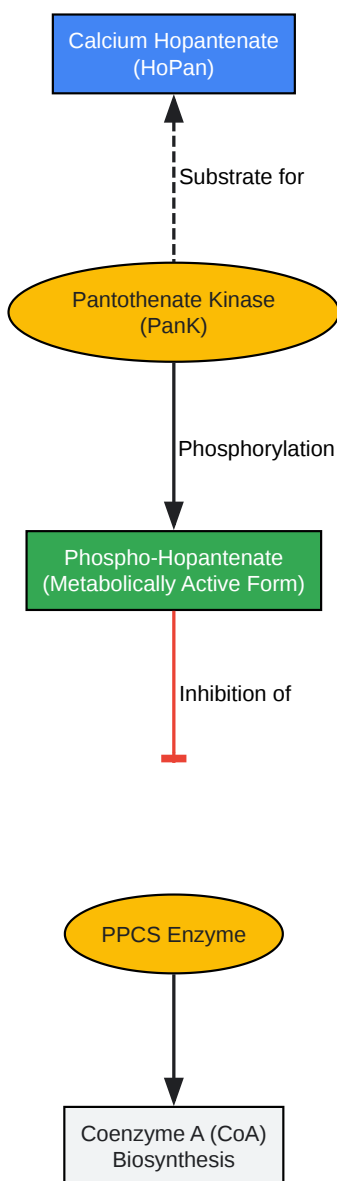 Calcium Hopantenate
(HoPan)
Substrate for
Pantothenate Kinase
(PanK)
Phosphorylation
Phospho-Hopantenate
(Metabolically Active Form)
Inhibition of
PPCS Enzyme
Coenzyme A (CoA)
Biosynthesis